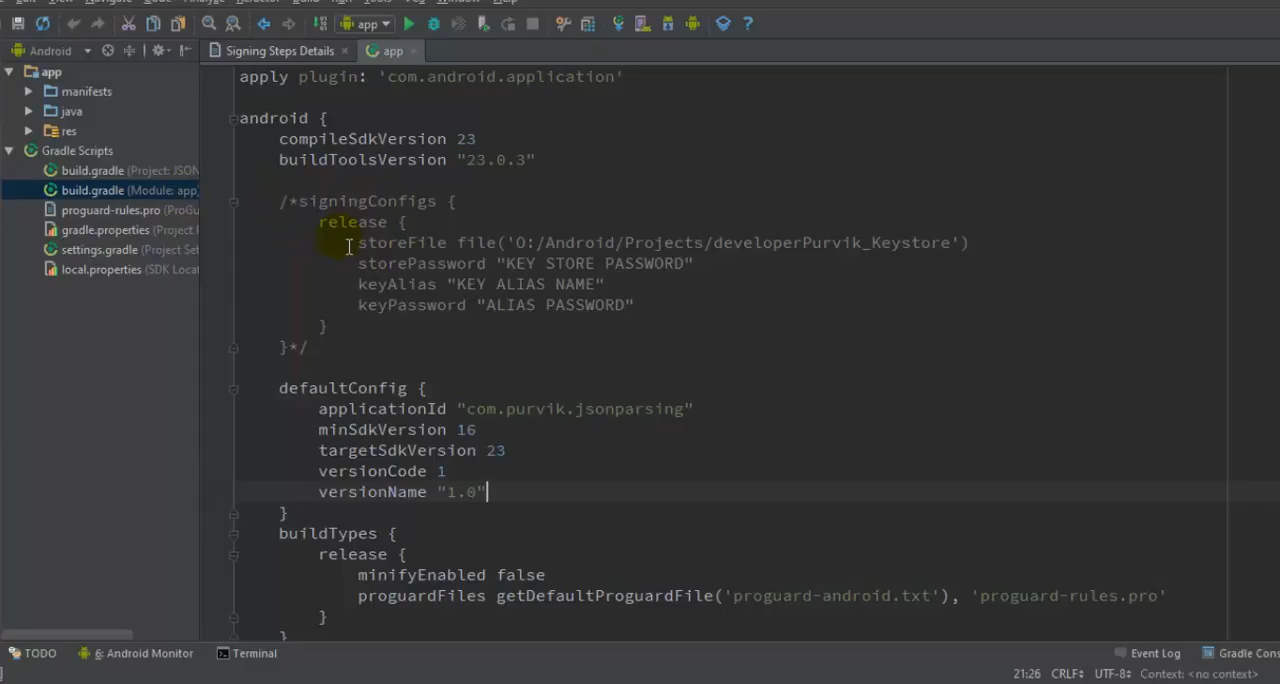 app
Android
Signing Steps Details
app
app
manifests
java
res
Gradle Scripts
build.gradle (Project: JSON
build.gradle (Module: app)
proguard-rules.pro (ProGu
gradle.properties (Project
settings.gradle (Project Set
local.properties (SDK Locat
apply plugin: 'com.android.application'
android {
compileSdkVersion 23
buildToolsVersion "23.0.3"
/*signingConfigs {
release {
storeFile file('O:/Android/Projects/developerPurvik_Keystore')
storePassword "KEY STORE PASSWORD"
keyAlias "KEY ALIAS NAME"
keyPassword "ALIAS PASSWORD"
}
}*/
defaultConfig {
applicationId "com.purvik.jsonparsing"
minSdkVersion 16
targetSdkVersion 23
versionCode 1
versionName "1.0"
}
buildTypes {
release {
minifyEnabled false
proguardFiles getDefaultProguardFile('proguard-android.txt'), 'proguard-rules.pro'
}
}
TODO
6: Android Monitor
Terminal
Event Log
Gradle Cons
21:26 CRLF UTF-8 Context: <no context>